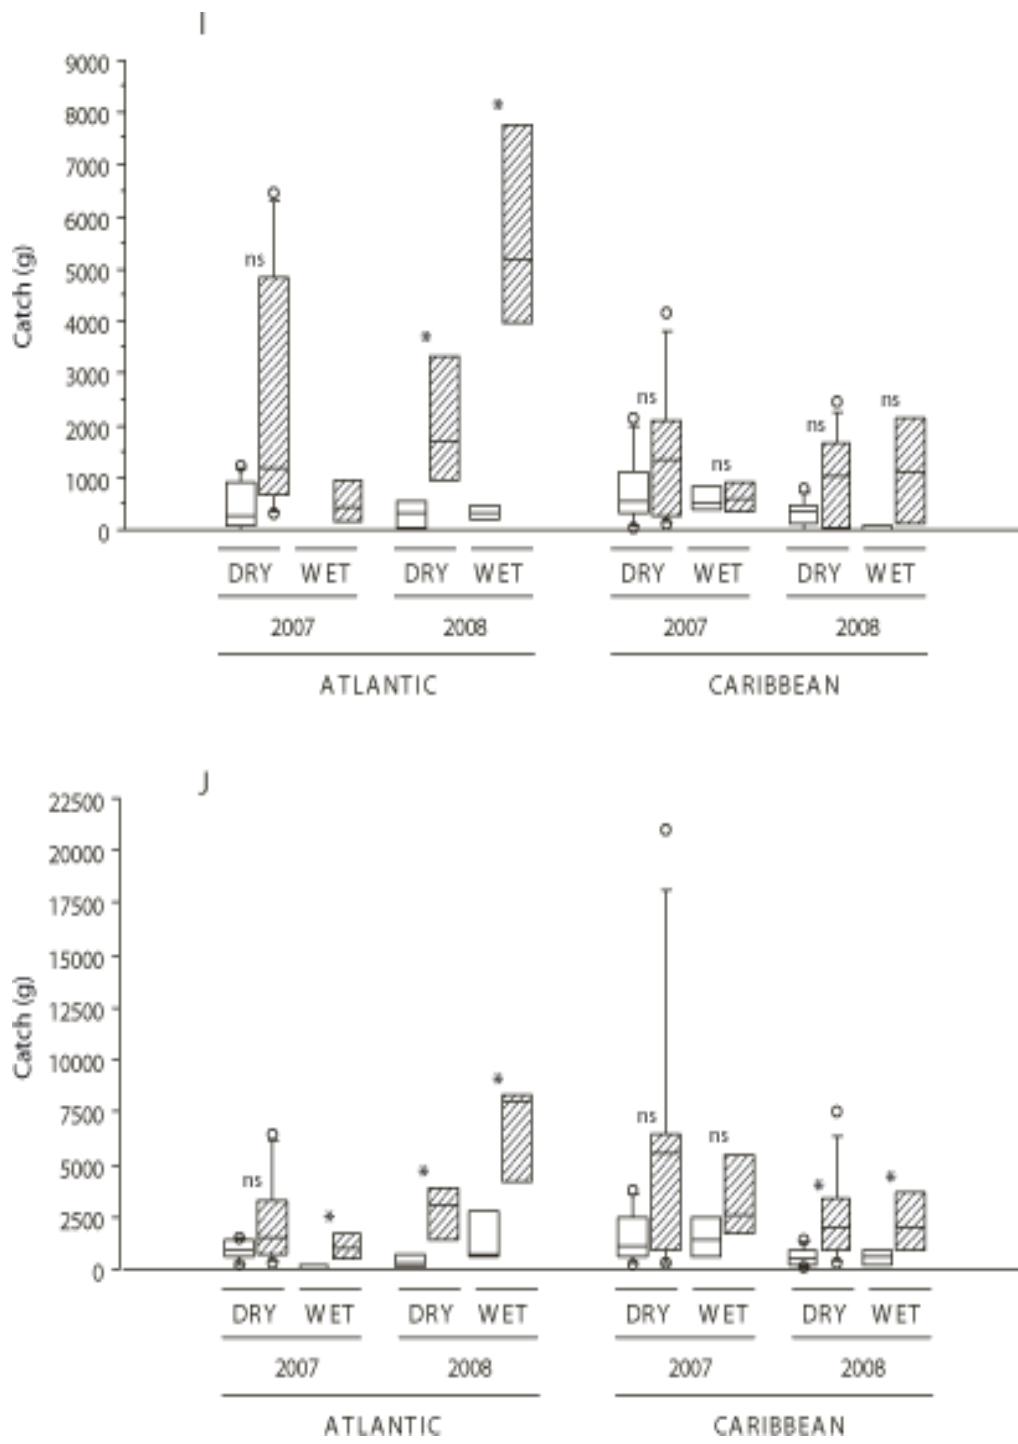 I
9000
8000
*
7000
6000
ns
5000
Catch (g)
4000
*
3000
ns
ns
2000
ns
ns
1000
0
DRY WET DRY WET DRY WET DRY WET
2007 2008 2007 2008
ATLANTIC CARIBBEAN
J
22500
20000
17500
15000
Catch (g)
12500
10000
*
7500
ns
ns
5000
ns
*
*
*
2500
*
0
DRY WET DRY WET DRY WET DRY WET
2007 2008 2007 2008
ATLANTIC CARIBBEAN